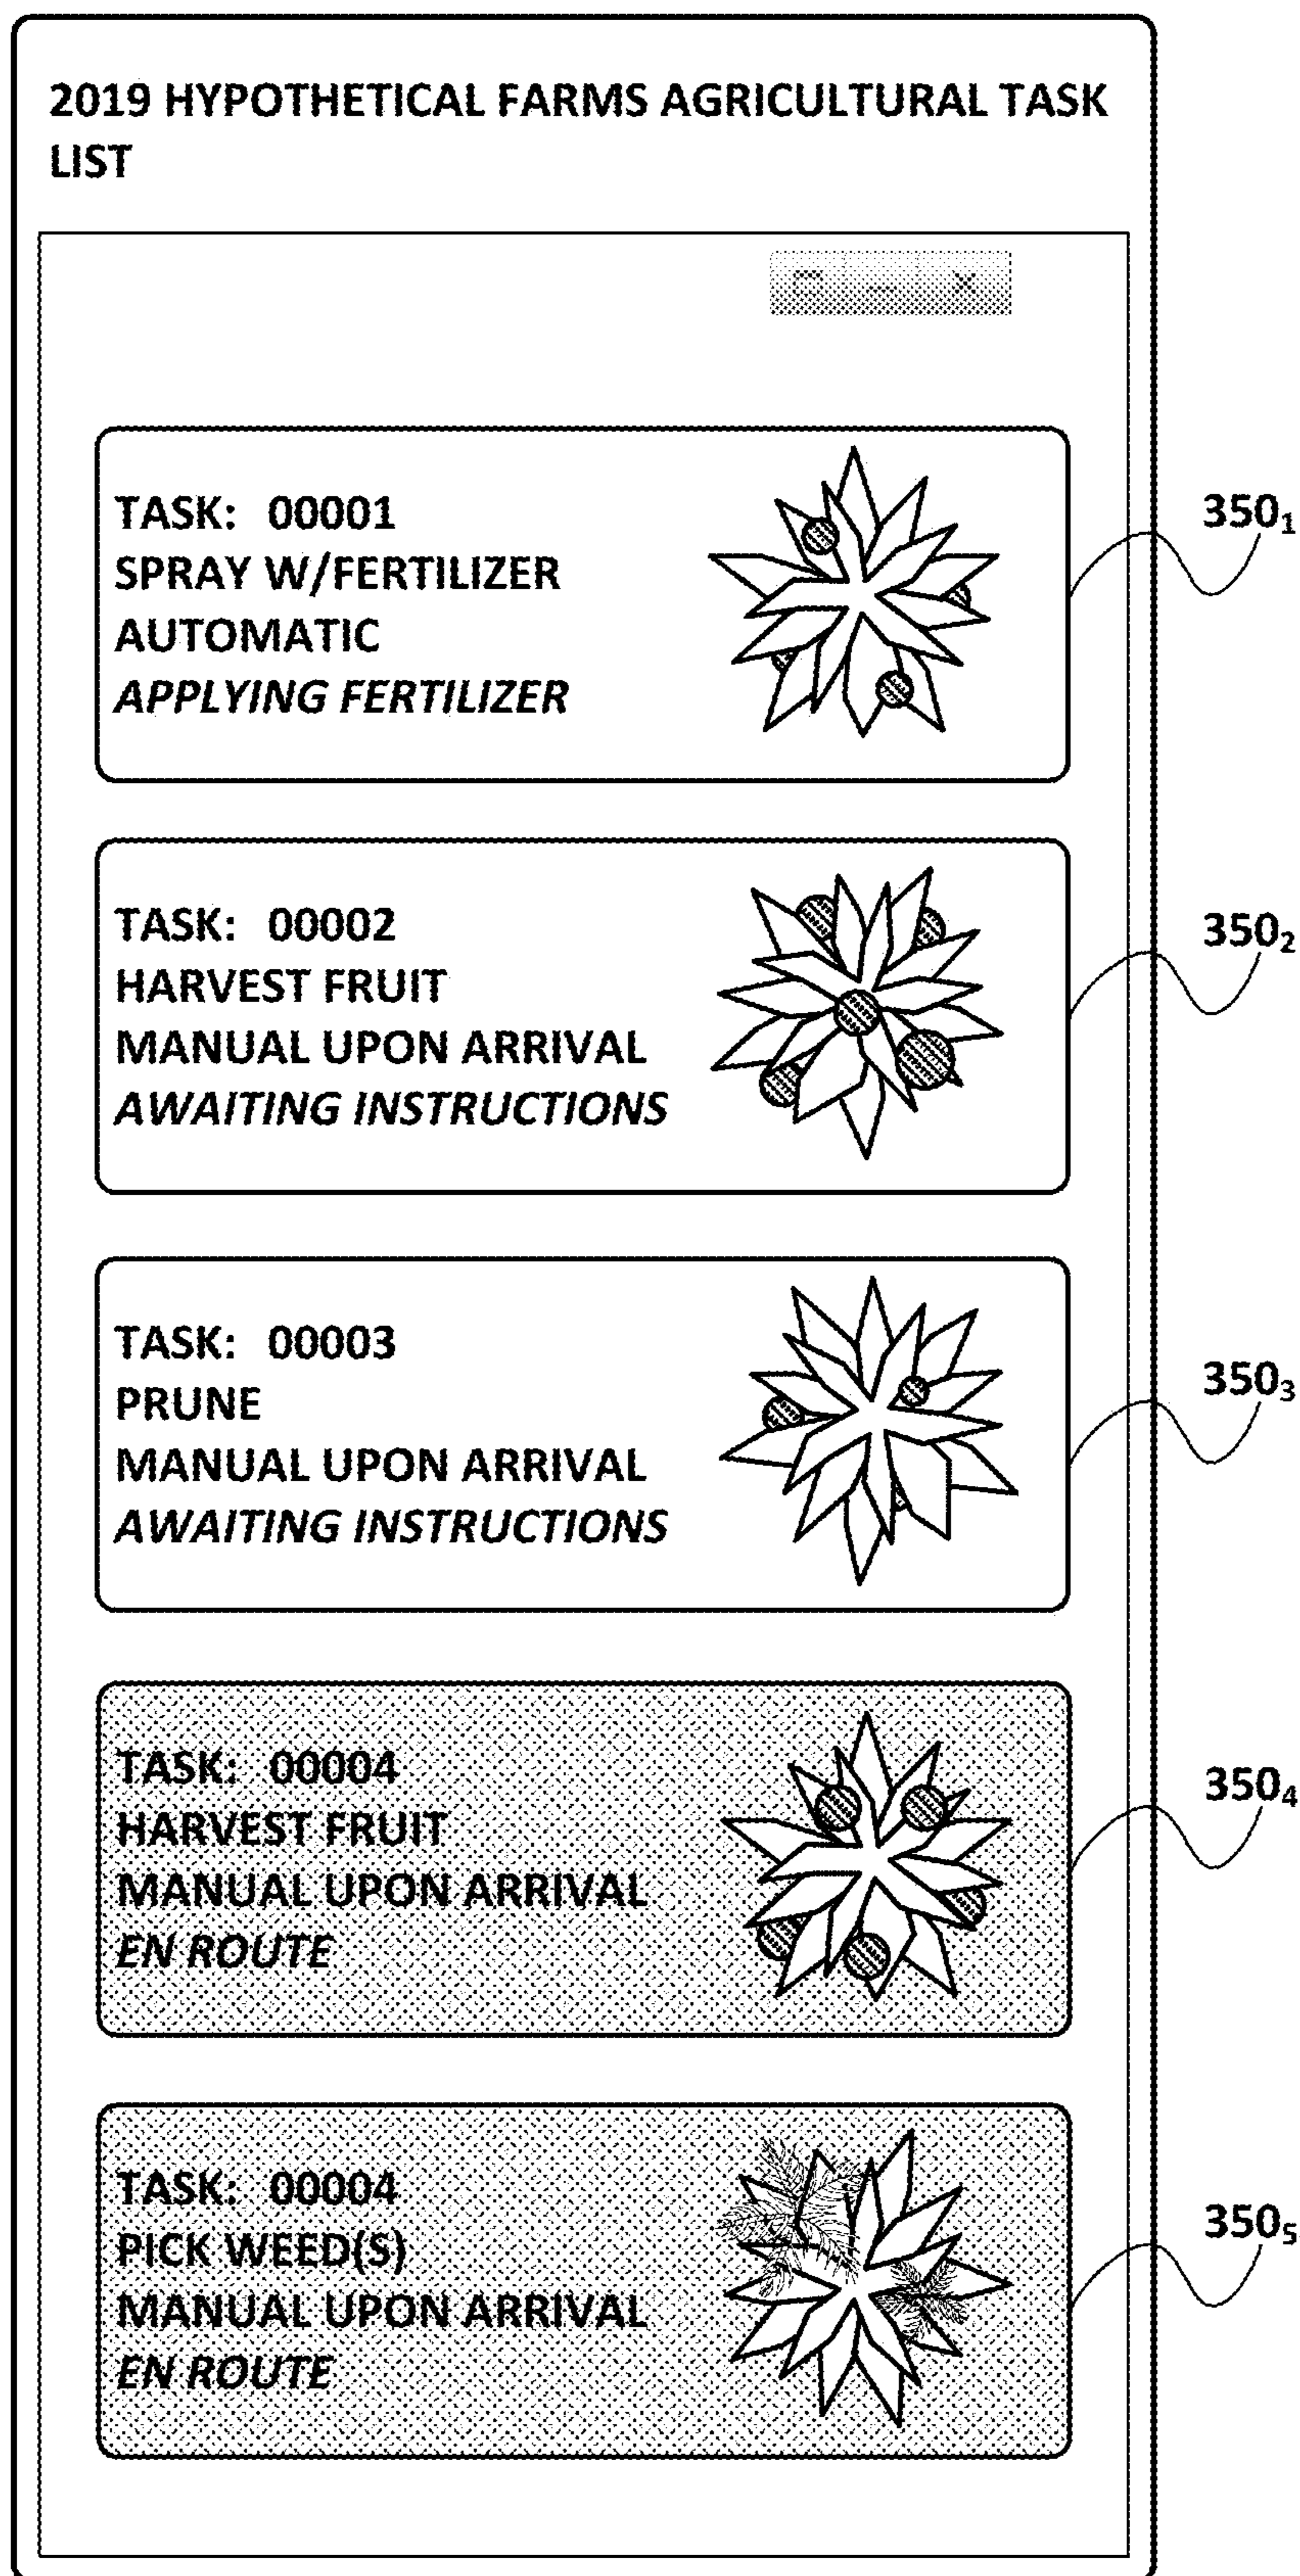 2019 HYPOTHETICAL FARMS AGRICULTURAL TASK
LIST
TASK: 00001
SPRAY W/FERTILIZER
AUTOMATIC
APPLYING FERTILIZER
350₁
TASK: 00002
HARVEST FRUIT
MANUAL UPON ARRIVAL
AWAITING INSTRUCTIONS
350₂
TASK: 00003
PRUNE
MANUAL UPON ARRIVAL
AWAITING INSTRUCTIONS
350₃
TASK: 00004
HARVEST FRUIT
MANUAL UPON ARRIVAL
EN ROUTE
350₄
TASK: 00004
PICK WEED(S)
MANUAL UPON ARRIVAL
EN ROUTE
350₅